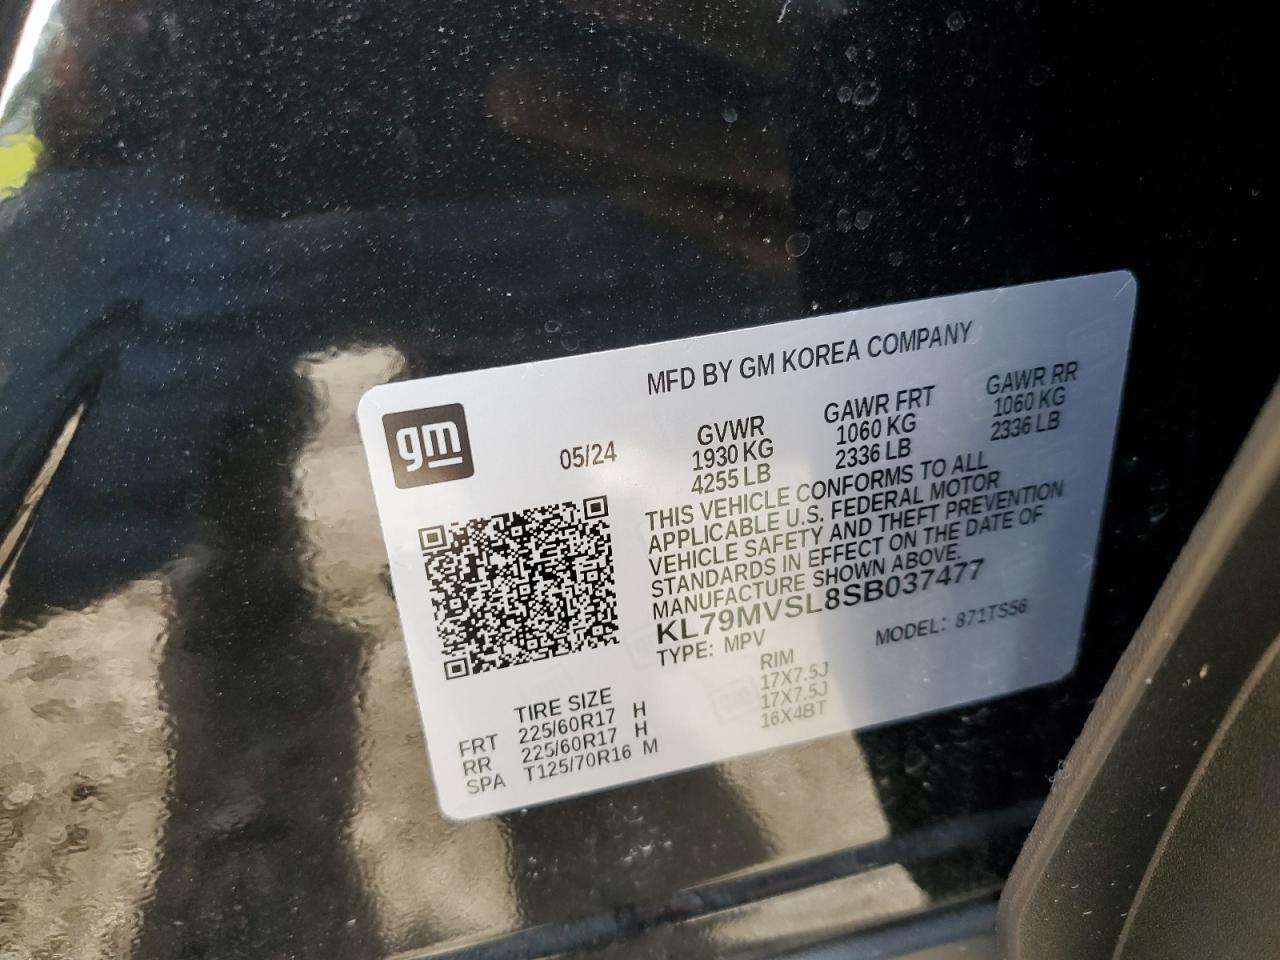 MFD BY GM KOREA COMPANY
gm
05/24
GVWR GAWR FRT GAWR RR
1930 KG 1060 KG 1060 KG
4255 LB 2336 LB 2336 LB
THIS VEHICLE CONFORMS TO ALL
APPLICABLE U.S. FEDERAL MOTOR
VEHICLE SAFETY AND THEFT PREVENTION
STANDARDS IN EFFECT ON THE DATE OF
MANUFACTURE SHOWN ABOVE.
KL79MVSL8SB037477
TYPE: MPV MODEL: 871TS56
TIRE SIZE RIM
FRT 225/60R17 H 17X7.5J
RR 225/60R17 H 17X7.5J
SPA T125/70R16 M 16X4BT